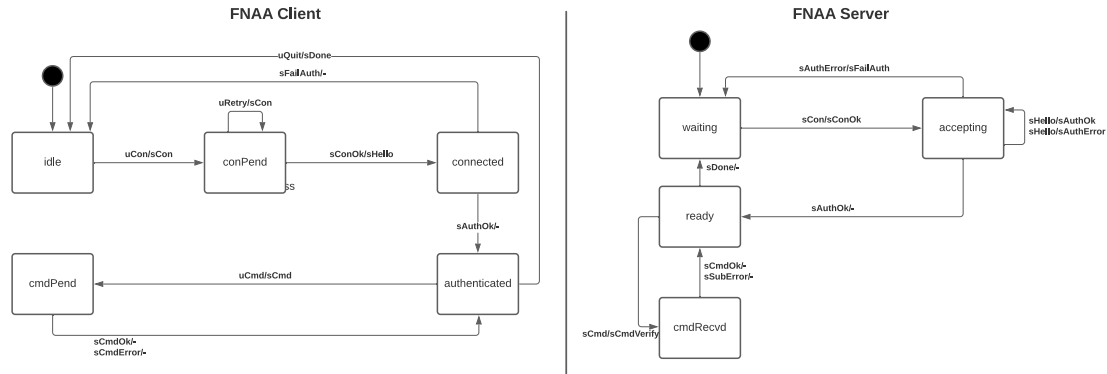 FNAA Client
FNAA Server
uQuit/sDone
sFailAuth/-
uRetry/sCon
idle
uCon/sCon
conPend
sConOk/sHello
connected
ss
sAuthOk/-
cmdPend
uCmd/sCmd
authenticated
sCmdOk/-
sCmdError/-
sAuthError/sFailAuth
waiting
sCon/sConOk
accepting
sHello/sAuthOk
sHello/sAuthError
sDone/-
ready
sAuthOk/-
sCmdOk/-
sSubError/-
sCmd/sCmdVerify
cmdRecvd